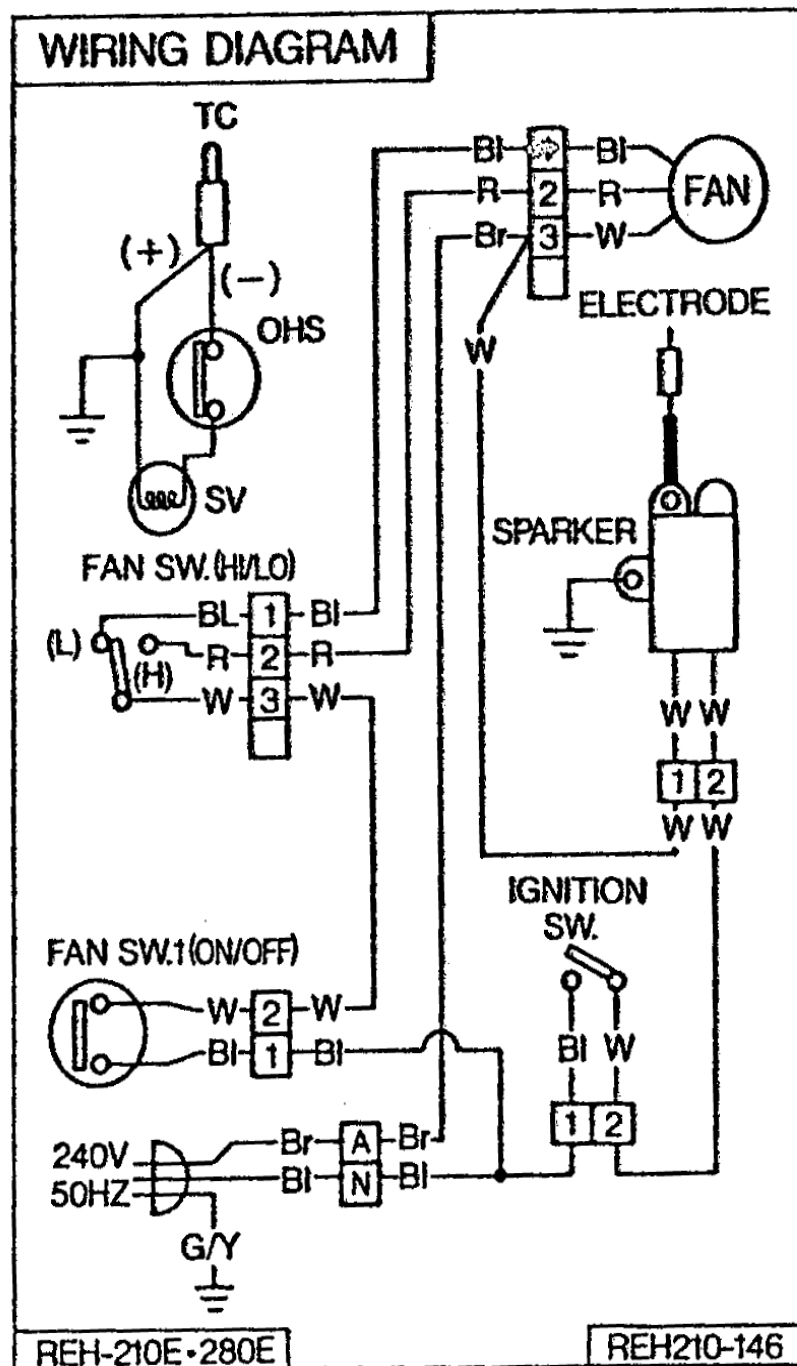 WIRING DIAGRAM
TC
(+)
(-)
OHS
SV
Bl Bl
R 2 R
Br 3 W
W
FAN
ELECTRODE
SPARKER
W W
1 2
W W
FAN SW.(HI/LO)
(L)
(H)
BL 1 Bl
R 2 R
W 3 W
IGNITION
SW.
Bl W
1 2
FAN SW.1(ON/OFF)
W 2 W
Bl 1 Bl
240V
50HZ
Br A Br
Bl N Bl
G/Y
REH-210E•280E
REH210-146